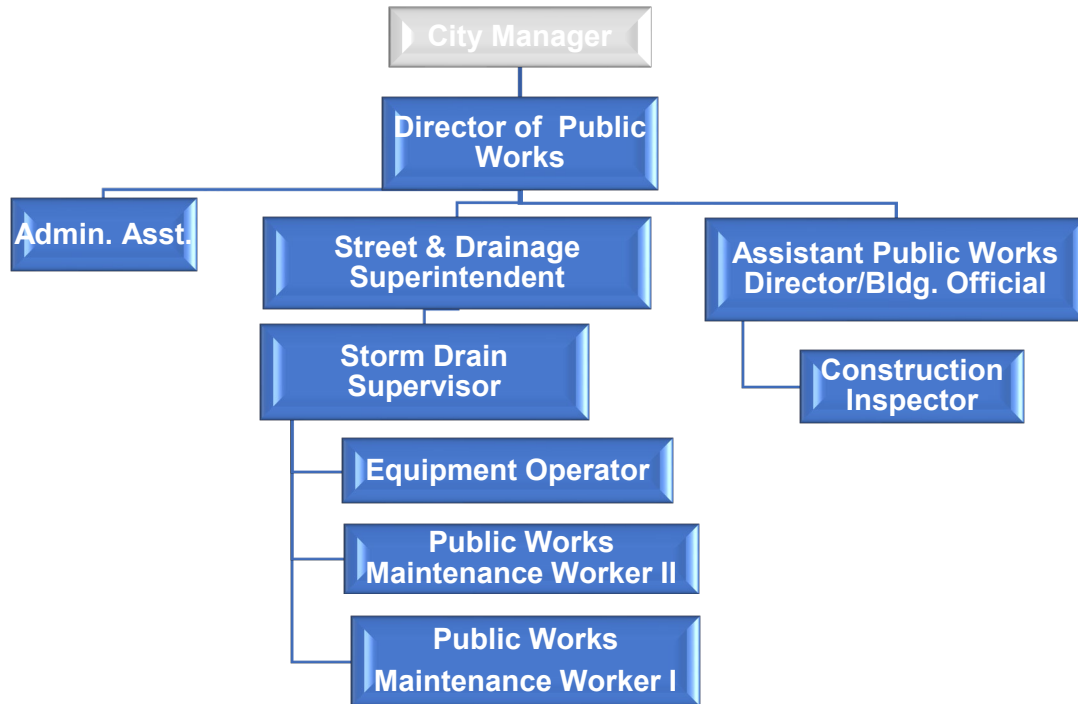 City Manager
Director of Public
Works
Admin. Asst.
Street & Drainage
Superintendent
Assistant Public Works
Director/Bldg. Official
Storm Drain
Supervisor
Construction
Inspector
Equipment Operator
Public Works
Maintenance Worker II
Public Works
Maintenance Worker I